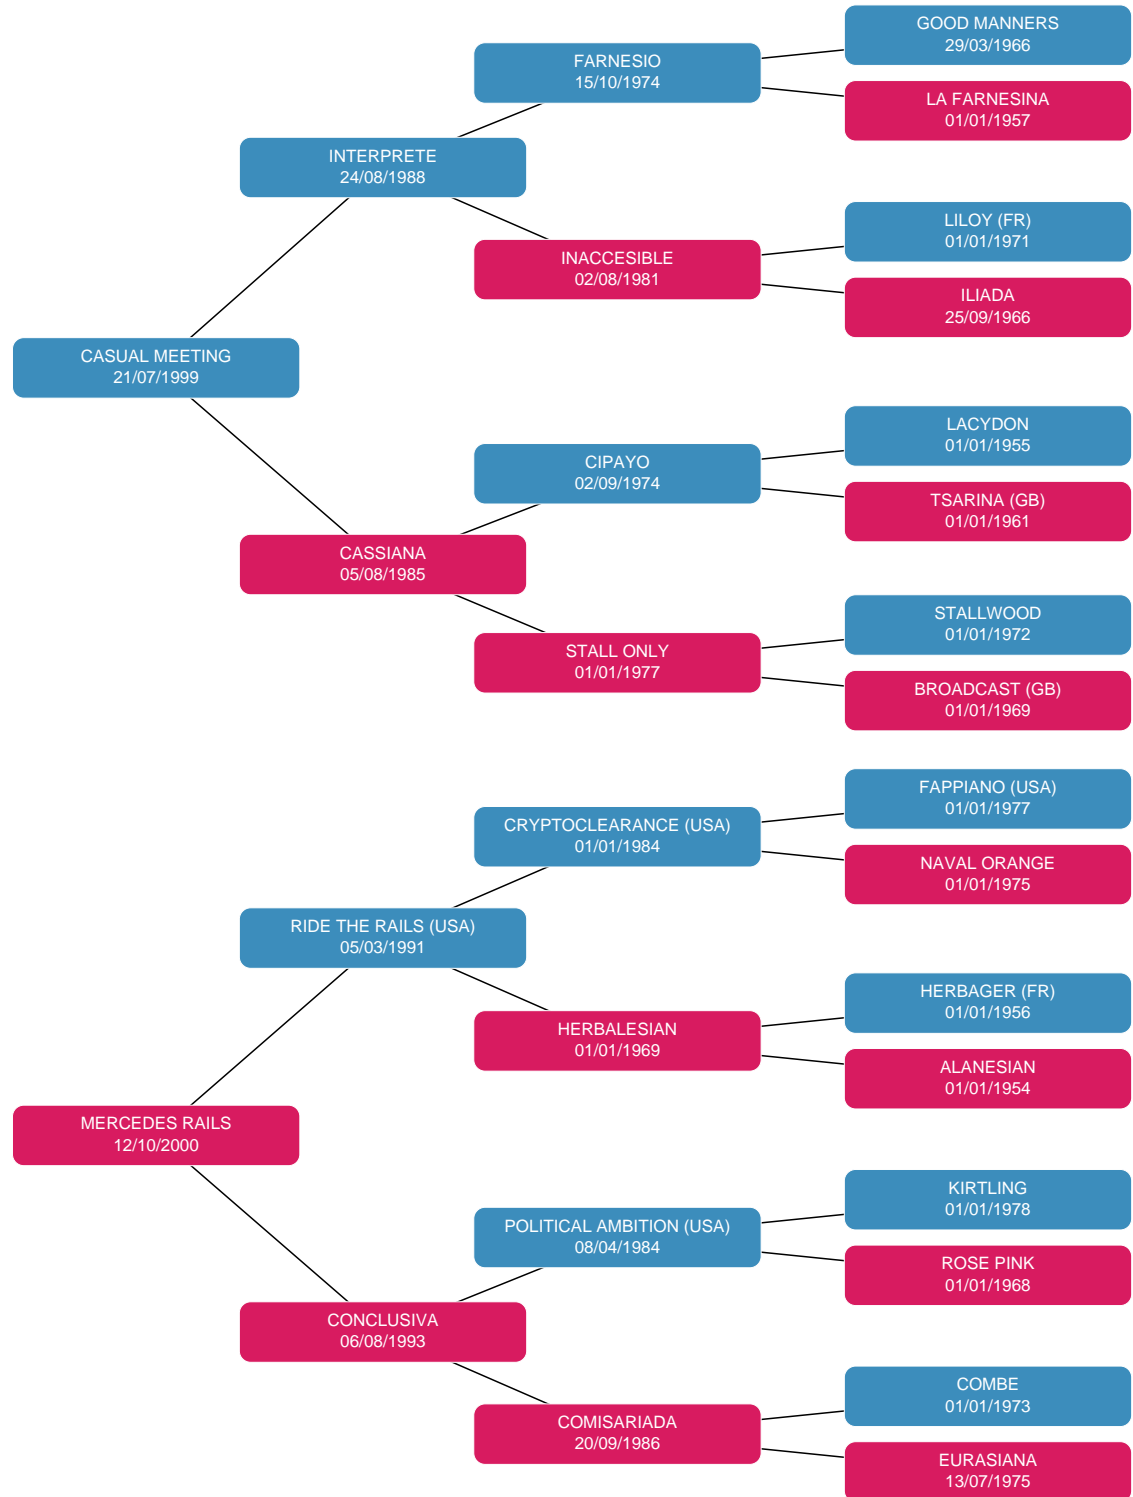 GOOD MANNERS
29/03/1966
FARNESIO
15/10/1974
LA FARNESINA
01/01/1957
INTERPRETE
24/08/1988
LILOY (FR)
01/01/1971
INACCESIBLE
02/08/1981
ILIADA
25/09/1966
CASUAL MEETING
21/07/1999
LACYDON
01/01/1955
CIPAYO
02/09/1974
TSARINA (GB)
01/01/1961
CASSIANA
05/08/1985
STALLWOOD
01/01/1972
STALL ONLY
01/01/1977
BROADCAST (GB)
01/01/1969
FAPPIANO (USA)
01/01/1977
CRYPTOCLEARANCE (USA)
01/01/1984
NAVAL ORANGE
01/01/1975
RIDE THE RAILS (USA)
05/03/1991
HERBAGER (FR)
01/01/1956
HERBALESIAN
01/01/1969
ALANESIAN
01/01/1954
MERCEDES RAILS
12/10/2000
KIRTLING
01/01/1978
POLITICAL AMBITION (USA)
08/04/1984
ROSE PINK
01/01/1968
CONCLUSIVA
06/08/1993
COMBE
01/01/1973
COMISARIADA
20/09/1986
EURASIANA
13/07/1975